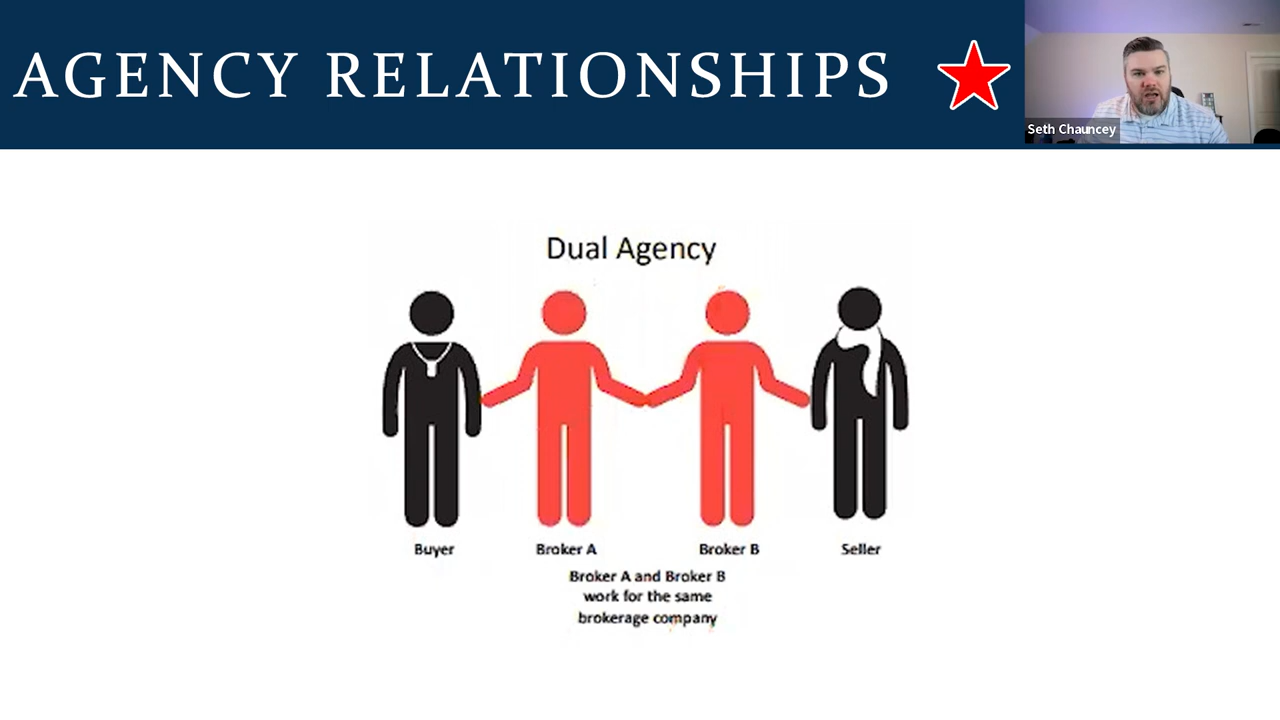 AGENCY RELATIONSHIPS
Seth Chauncey
Dual Agency
Buyer
Broker A
Broker B
Seller
Broker A and Broker B
work for the same
brokerage company